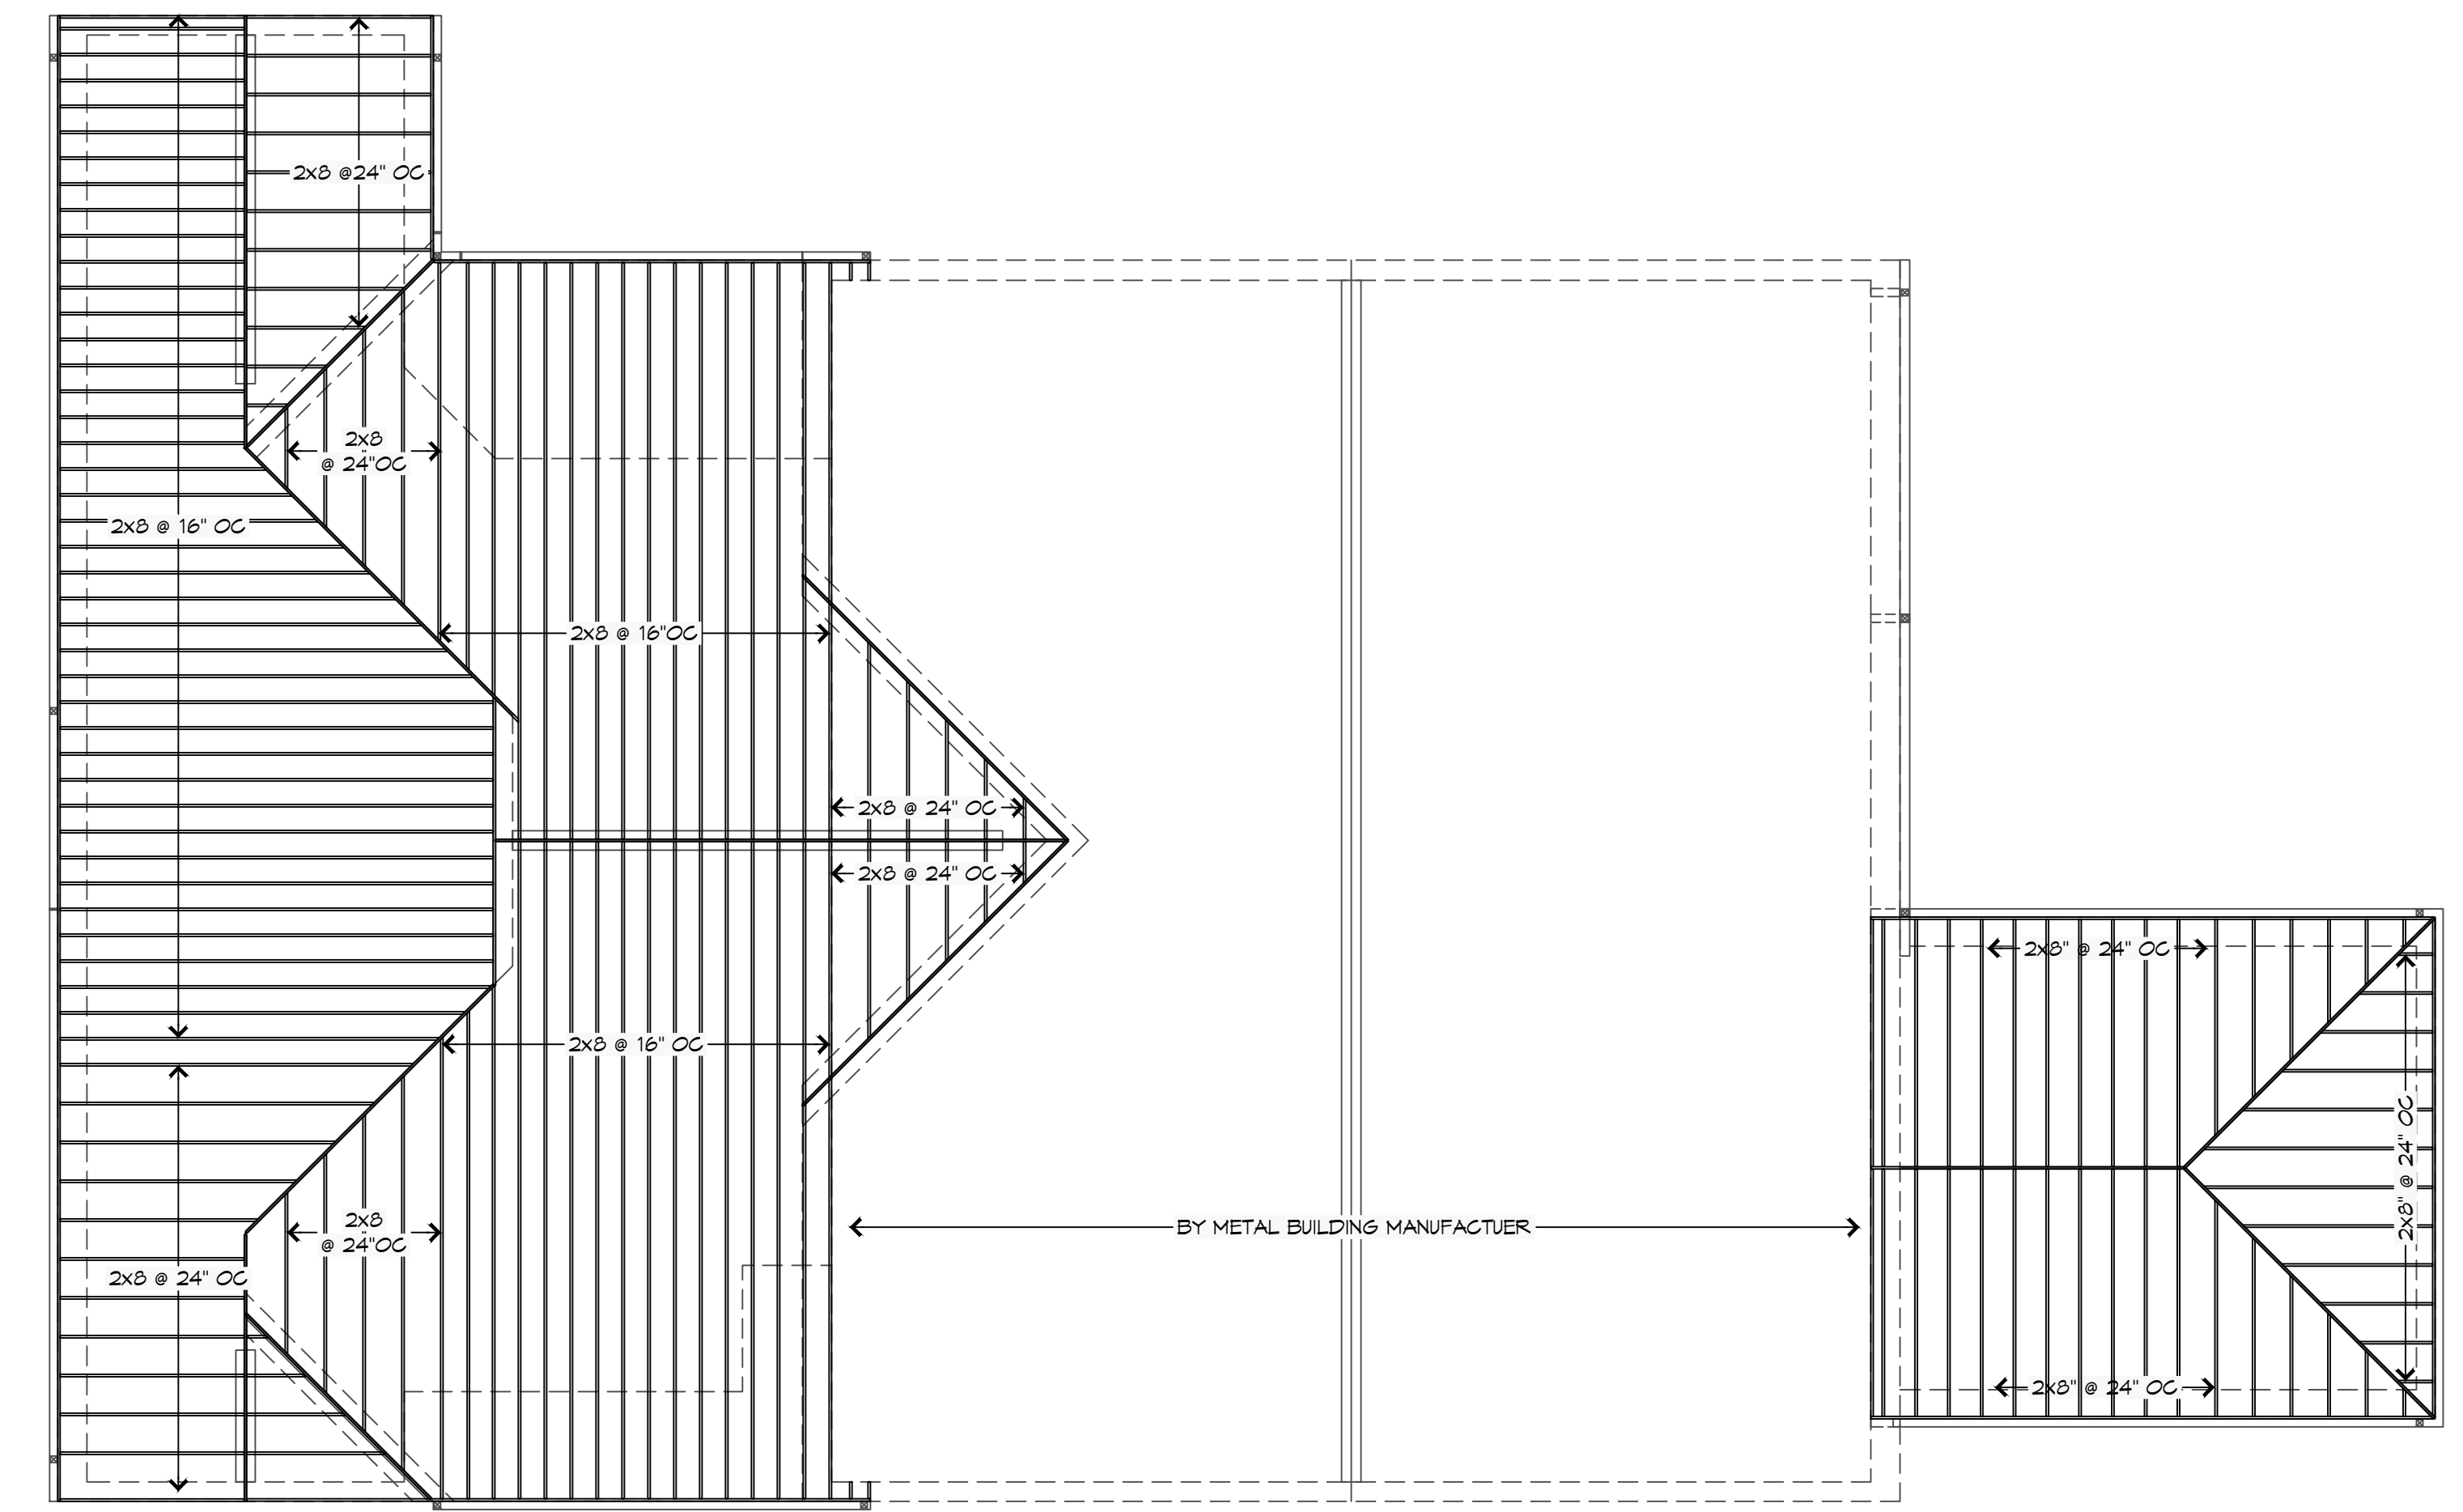 2x8 @24" OC
2x8
@ 24"OC
2x8 @ 16" OC
2x8 @ 16"OC
2x8 @ 24" OC
2x8 @ 24" OC
2x8" @ 24" OC
2x8 @ 16" OC
2x8" @ 24" OC
2x8
@ 24"OC
BY METAL BUILDING MANUFACTUER
2x8 @ 24" OC
2x8" @ 24" OC